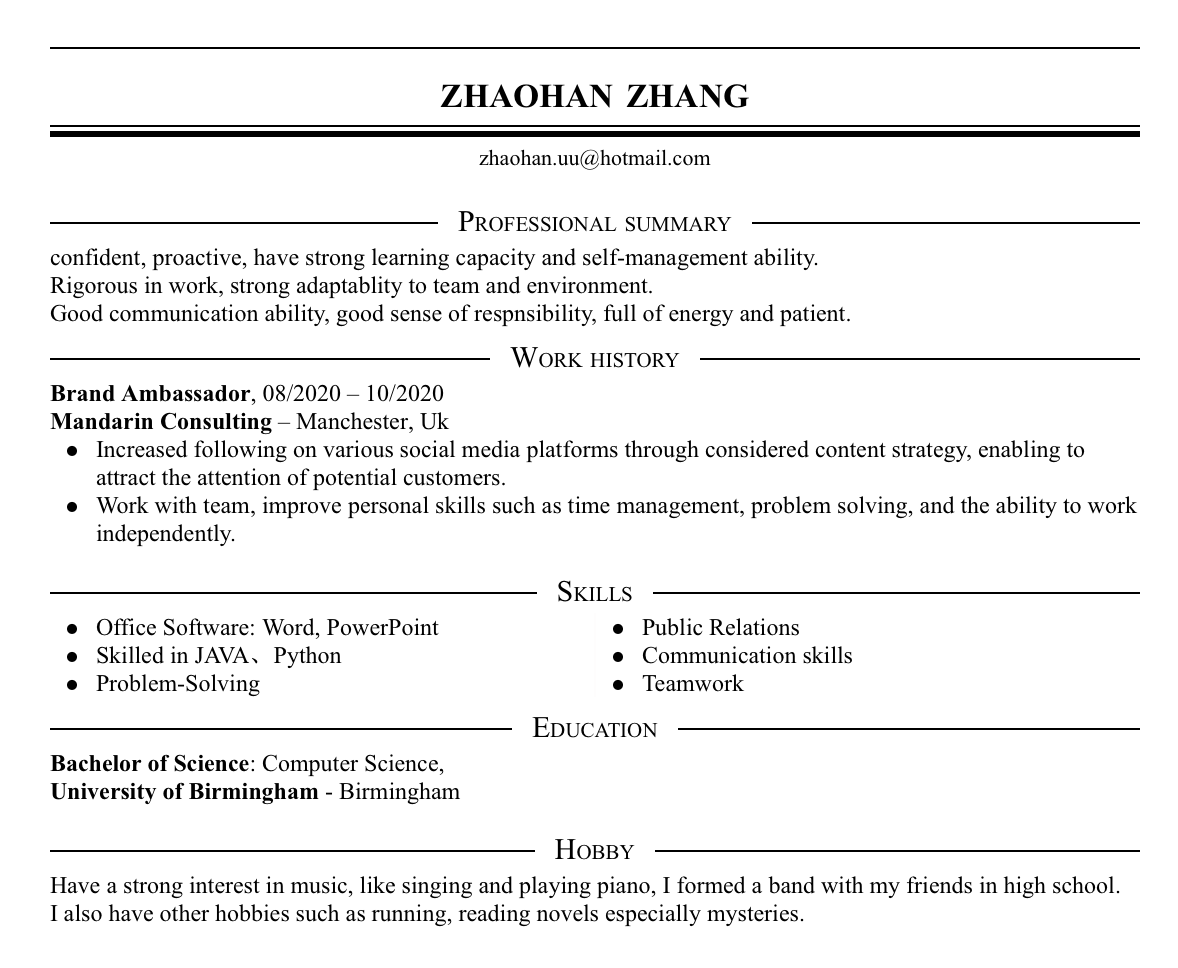 ZHAOHAN ZHANG
zhaohan.uu@hotmail.com
PROFESSIONAL SUMMARY
confident, proactive, have strong learning capacity and self-management ability.
Rigorous in work, strong adaptablity to team and environment.
Good communication ability, good sense of respnsibility, full of energy and patient.
WORK HISTORY
Brand Ambassador, 08/2020 – 10/2020
Mandarin Consulting – Manchester, Uk
● Increased following on various social media platforms through considered content strategy, enabling to
attract the attention of potential customers.
● Work with team, improve personal skills such as time management, problem solving, and the ability to work
independently.
SKILLS
● Office Software: Word, PowerPoint
● Skilled in JAVA、Python
● Problem-Solving
● Public Relations
● Communication skills
● Teamwork
EDUCATION
Bachelor of Science: Computer Science,
University of Birmingham - Birmingham
HOBBY
Have a strong interest in music, like singing and playing piano, I formed a band with my friends in high school.
I also have other hobbies such as running, reading novels especially mysteries.